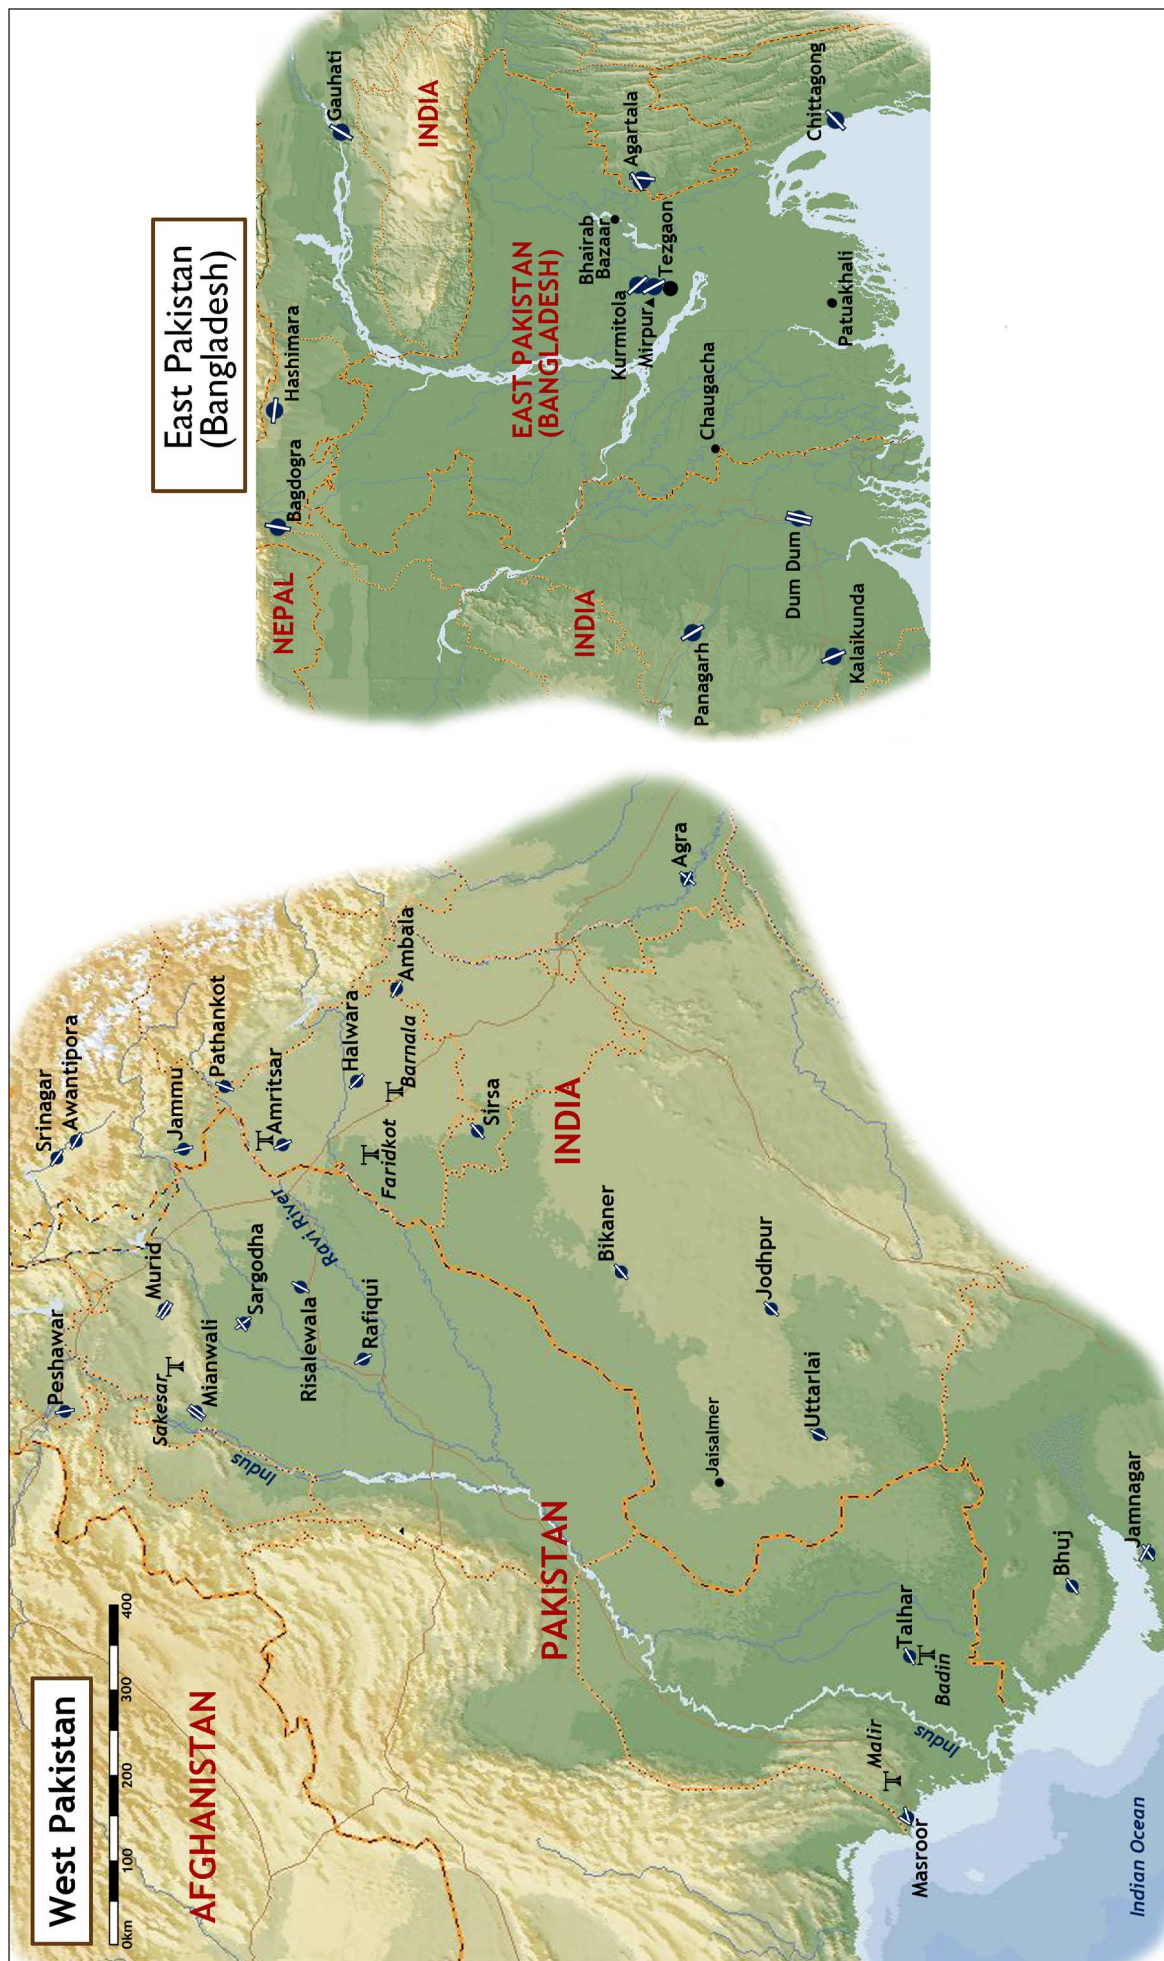 West Pakistan
0km
100
200
300
400
AFGHANISTAN
PAKISTAN
INDIA
Peshawar
Srinagar
Awantipora
Murid
Jammu
Sakesar
Mianwali
Pathankot
Sargodha
Amritsar
Indus
Ravi River
Risalewala
Halwara
Rafiqui
Faridkot
Barnala
Ambala
Sirsa
Bikaner
Agra
Jaisalmer
Jodhpur
Uttarlai
Malir
Talhar
Masroor
Indus
Badin
Bhuj
Jamnagar
Indian Ocean
East Pakistan
(Bangladesh)
NEPAL
Bagdogra
Hashimara
Gauhati
INDIA
EAST PAKISTAN
(BANGLADESH)
INDIA
Bhairab
Bazaar
Agartala
Kurmitola
Mirpur
Tezgaon
Panagarh
Chaugacha
Dum Dum
Kalaikunda
Patuakhali
Chittagong